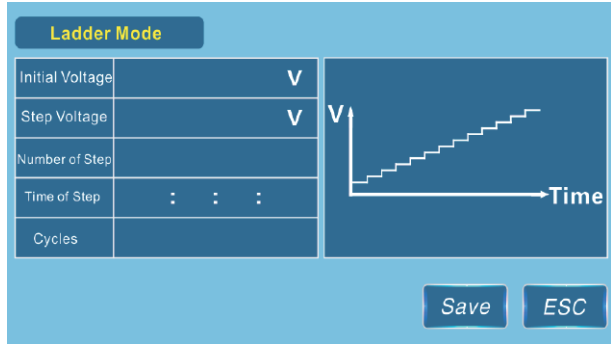 Ladder Mode
Initial Voltage V
Step Voltage V
Number of Step
Time of Step : : :
Cycles
V
Time
Save ESC